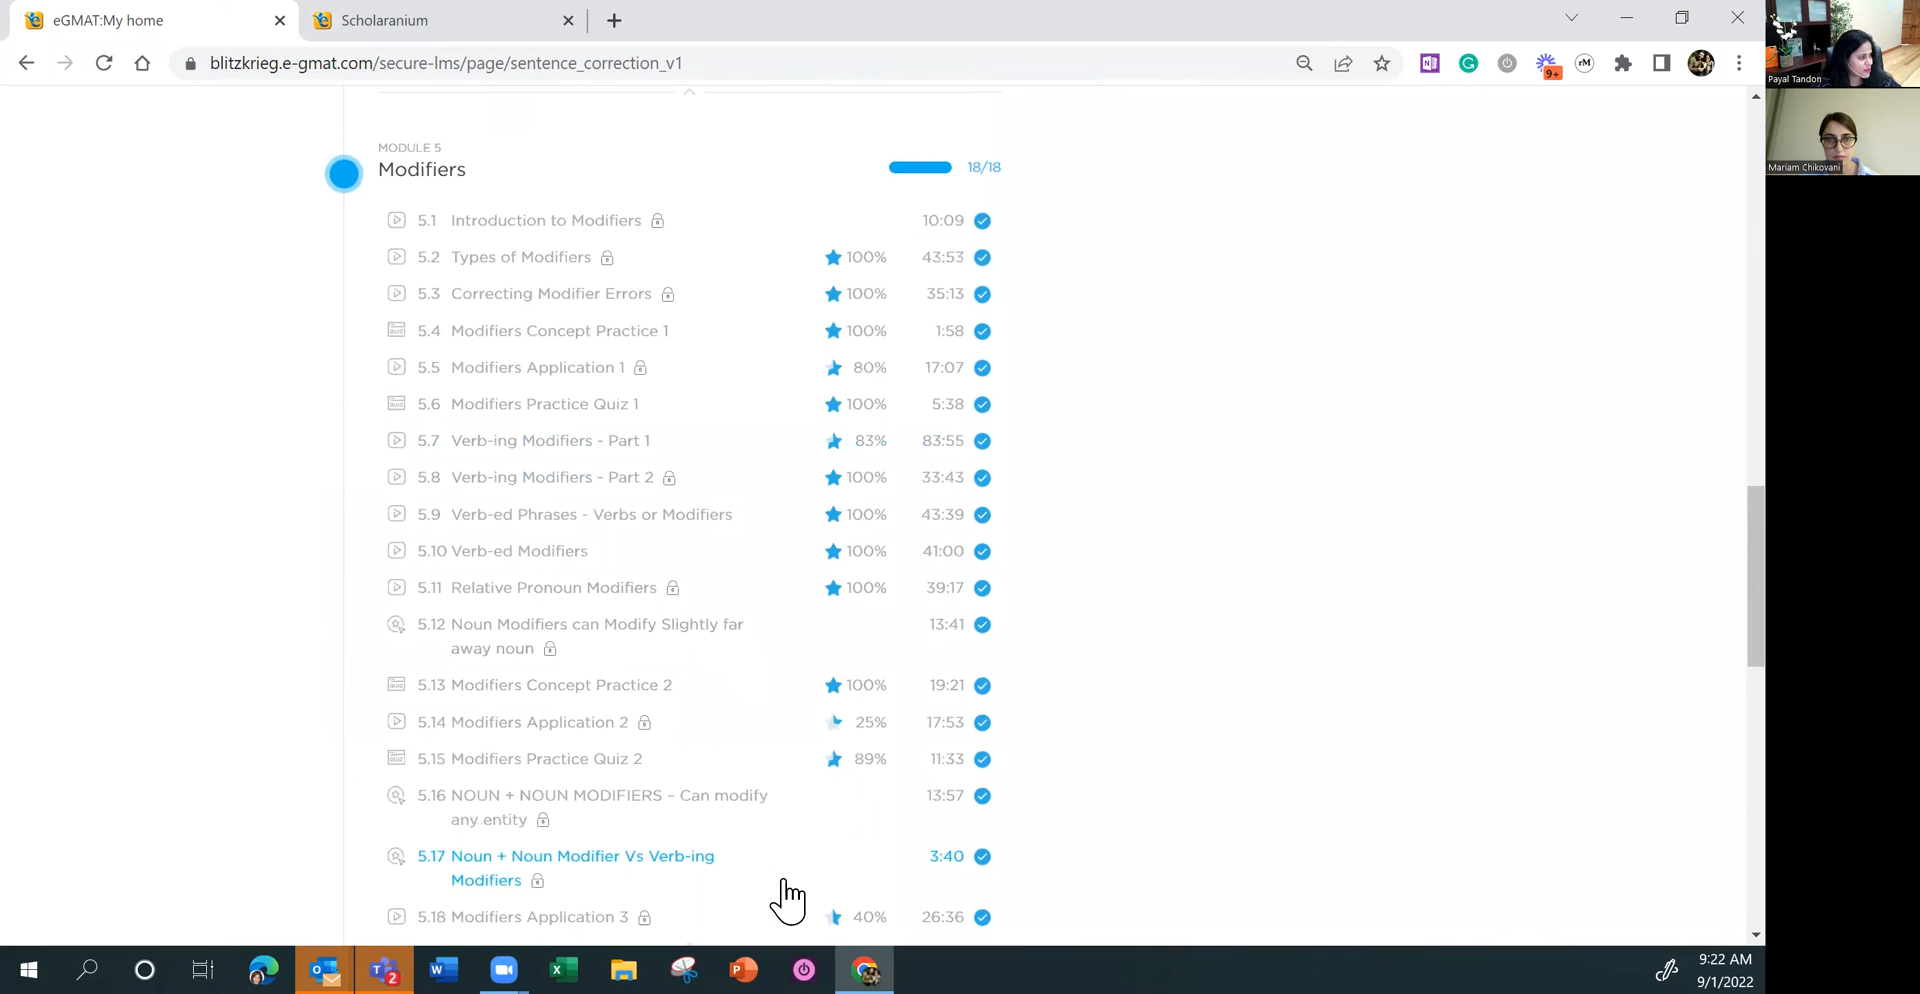 eGMAT:My home
Scholaranium
blitzkrieg.e-gmat.com/secure-lms/page/sentence_correction_v1
9+
rM
Payal Tandon
Mariam Chikovani
MODULE 5
Modifiers
18/18
5.1 Introduction to Modifiers 10:09
5.2 Types of Modifiers 100% 43:53
5.3 Correcting Modifier Errors 100% 35:13
QUIZ 5.4 Modifiers Concept Practice 1 100% 1:58
5.5 Modifiers Application 1 80% 17:07
QUIZ 5.6 Modifiers Practice Quiz 1 100% 5:38
5.7 Verb-ing Modifiers - Part 1 83% 83:55
5.8 Verb-ing Modifiers - Part 2 100% 33:43
5.9 Verb-ed Phrases - Verbs or Modifiers 100% 43:39
5.10 Verb-ed Modifiers 100% 41:00
5.11 Relative Pronoun Modifiers 100% 39:17
5.12 Noun Modifiers can Modify Slightly far 13:41
away noun
QUIZ 5.13 Modifiers Concept Practice 2 100% 19:21
5.14 Modifiers Application 2 25% 17:53
QUIZ 5.15 Modifiers Practice Quiz 2 89% 11:33
5.16 NOUN + NOUN MODIFIERS – Can modify 13:57
any entity
5.17 Noun + Noun Modifier Vs Verb-ing 3:40
Modifiers
5.18 Modifiers Application 3 40% 26:36
2
9:22 AM
9/1/2022